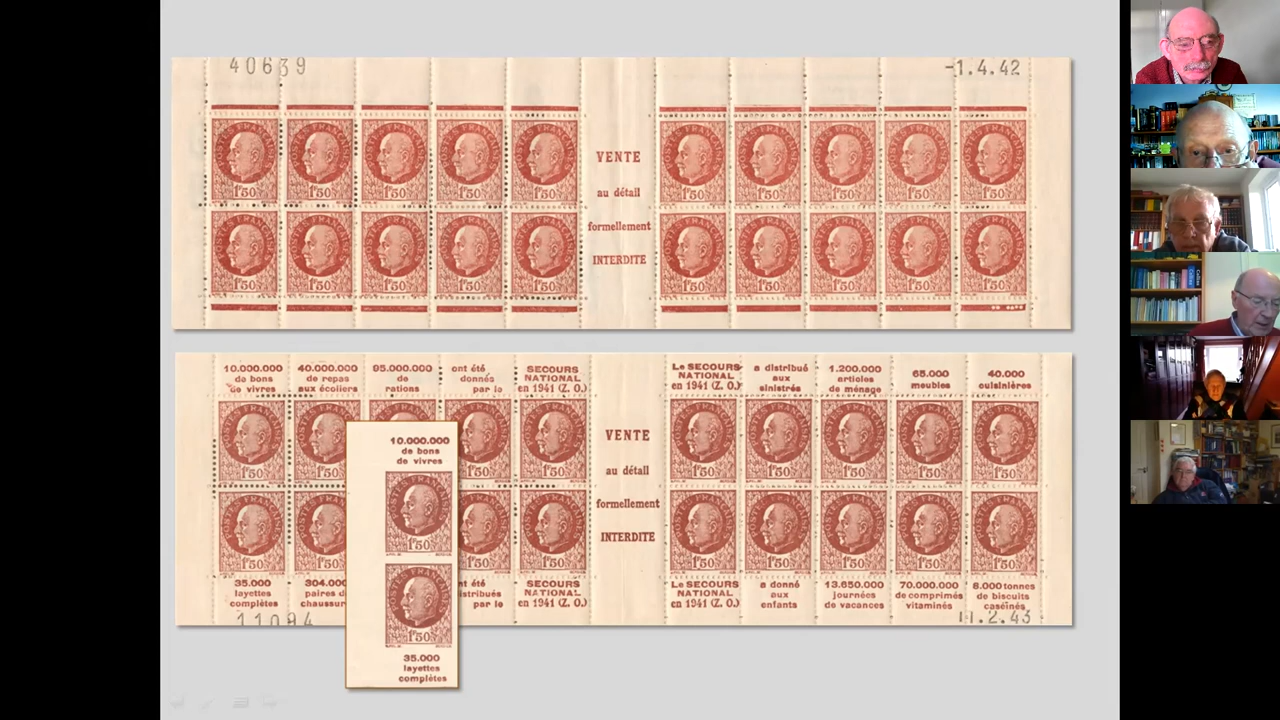 40639
-1.4.42
VENTE
au détail
formellement
INTERDITE
10.000.000
de bons
de vivres
40.000.000
de repas
aux écoliers
95.000.000
de
rations
ont été
donnés
par le
SECOURS
NATIONAL
en 1941 (Z. O.)
Le SECOURS
NATIONAL
en 1941 (Z. O.)
a distribué
aux
sinistrés
1.200.000
articles
de ménage
65.000
meubles
40.000
cuisinières
VENTE
au détail
formellement
INTERDITE
10.000.000
de bons
de vivres
1F50
1F50
35.000
layettes
complètes
35.000
layettes
complètes
304.00
paires d
chaussur
nt été
istribués
par le
SECOURS
NATIONAL
en 1941 (Z. O.)
Le SECOURS
NATIONAL
en 1941 (Z. O.)
a donné
aux
enfants
13.650.000
journées
de vacances
70.000.000
de comprimés
vitaminés
8.000 tonnes
de biscuits
caséinés
11.2.43